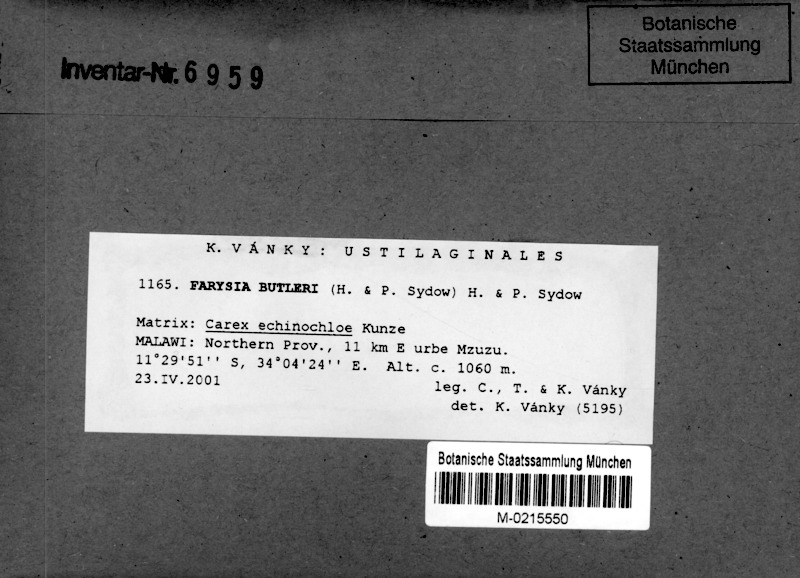 Botanische
Staatssammlung
München
Inventar-Nr. 6959
K. VÁNKY: USTILAGINALES
1165. FARYSIA BUTLERI (H. & P. Sydow) H. & P. Sydow
Matrix: Carex echinochloe Kunze
MALAWI: Northern Prov., 11 km E urbe Mzuzu.
11°29'51'' S, 34°04'24'' E. Alt. c. 1060 m.
23.IV.2001
leg. C., T. & K. Vánky
det. K. Vánky (5195)
Botanische Staatssammlung München
M-0215550